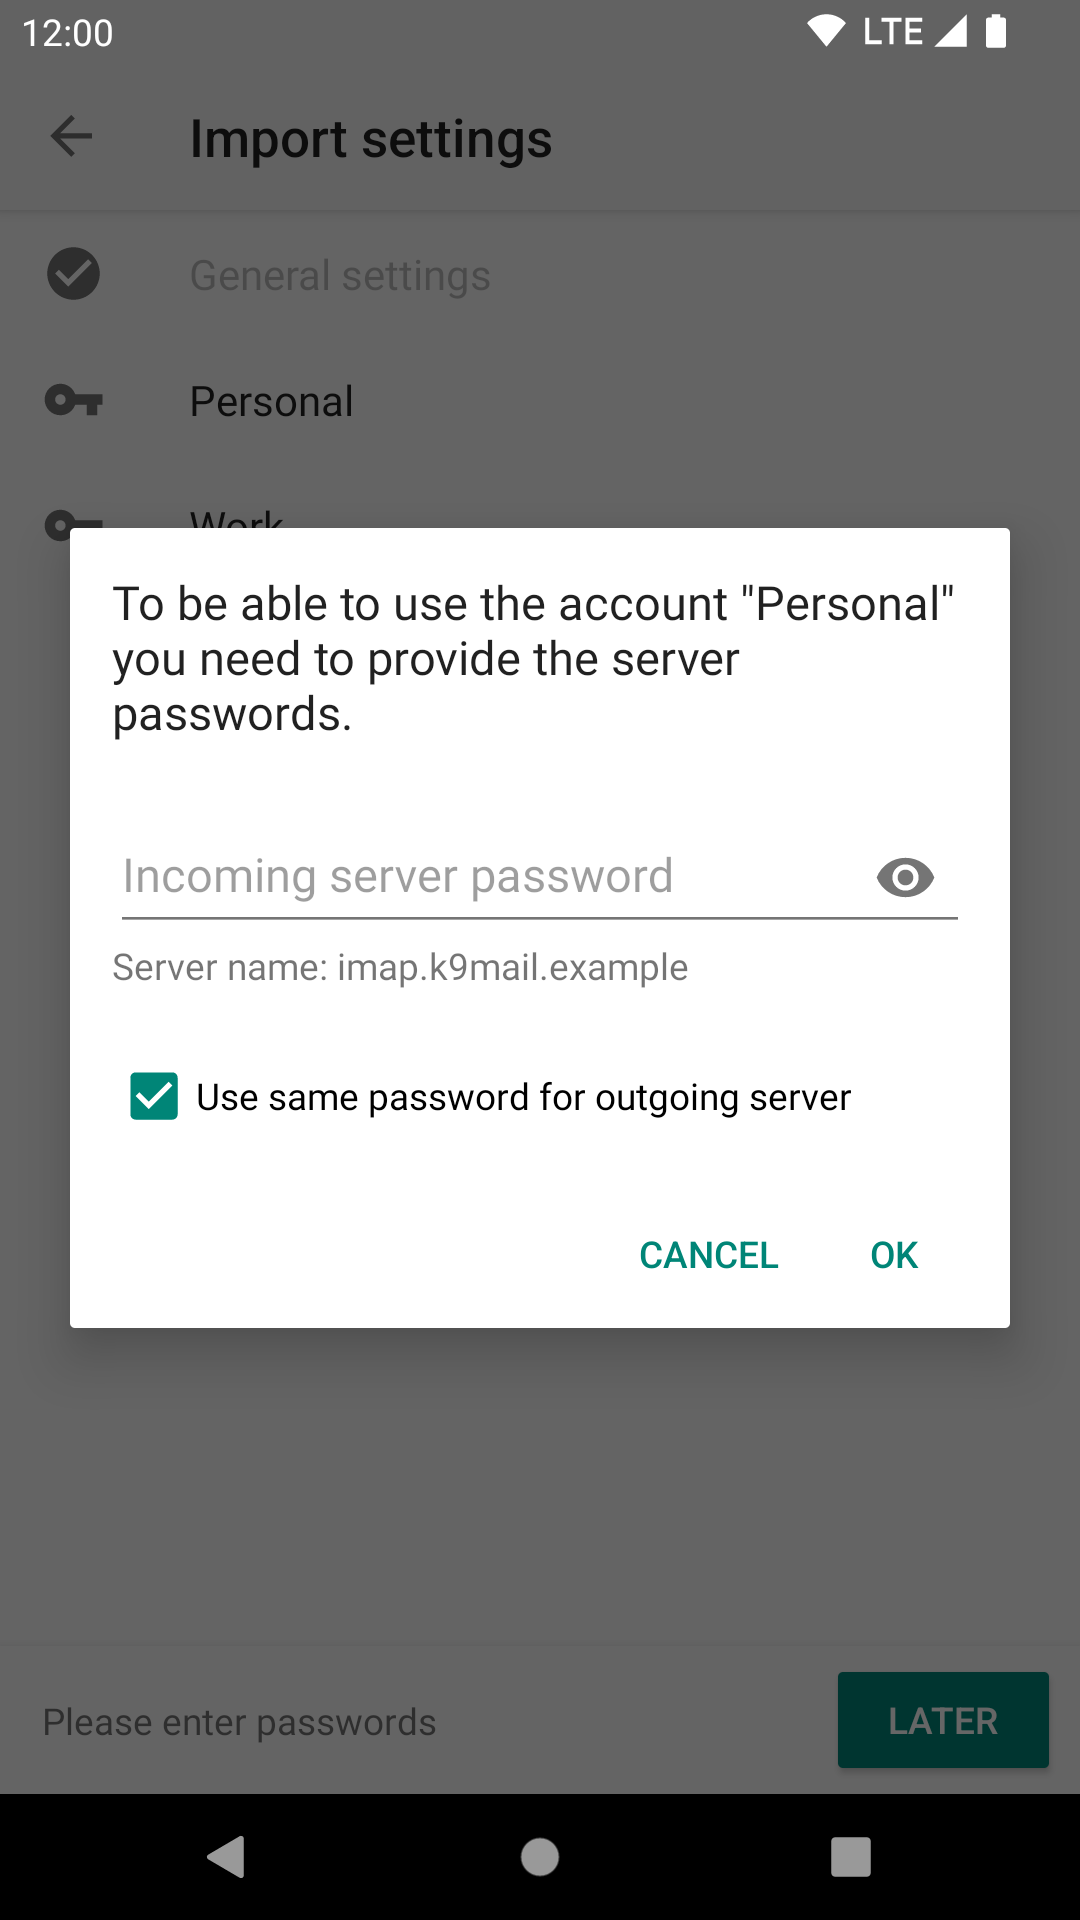 12:00
LTE
Import settings
General settings
Personal
Work
To be able to use the account "Personal"
you need to provide the server
passwords.
Incoming server password
Server name: imap.k9mail.example
Use same password for outgoing server
CANCEL
OK
Please enter passwords
LATER